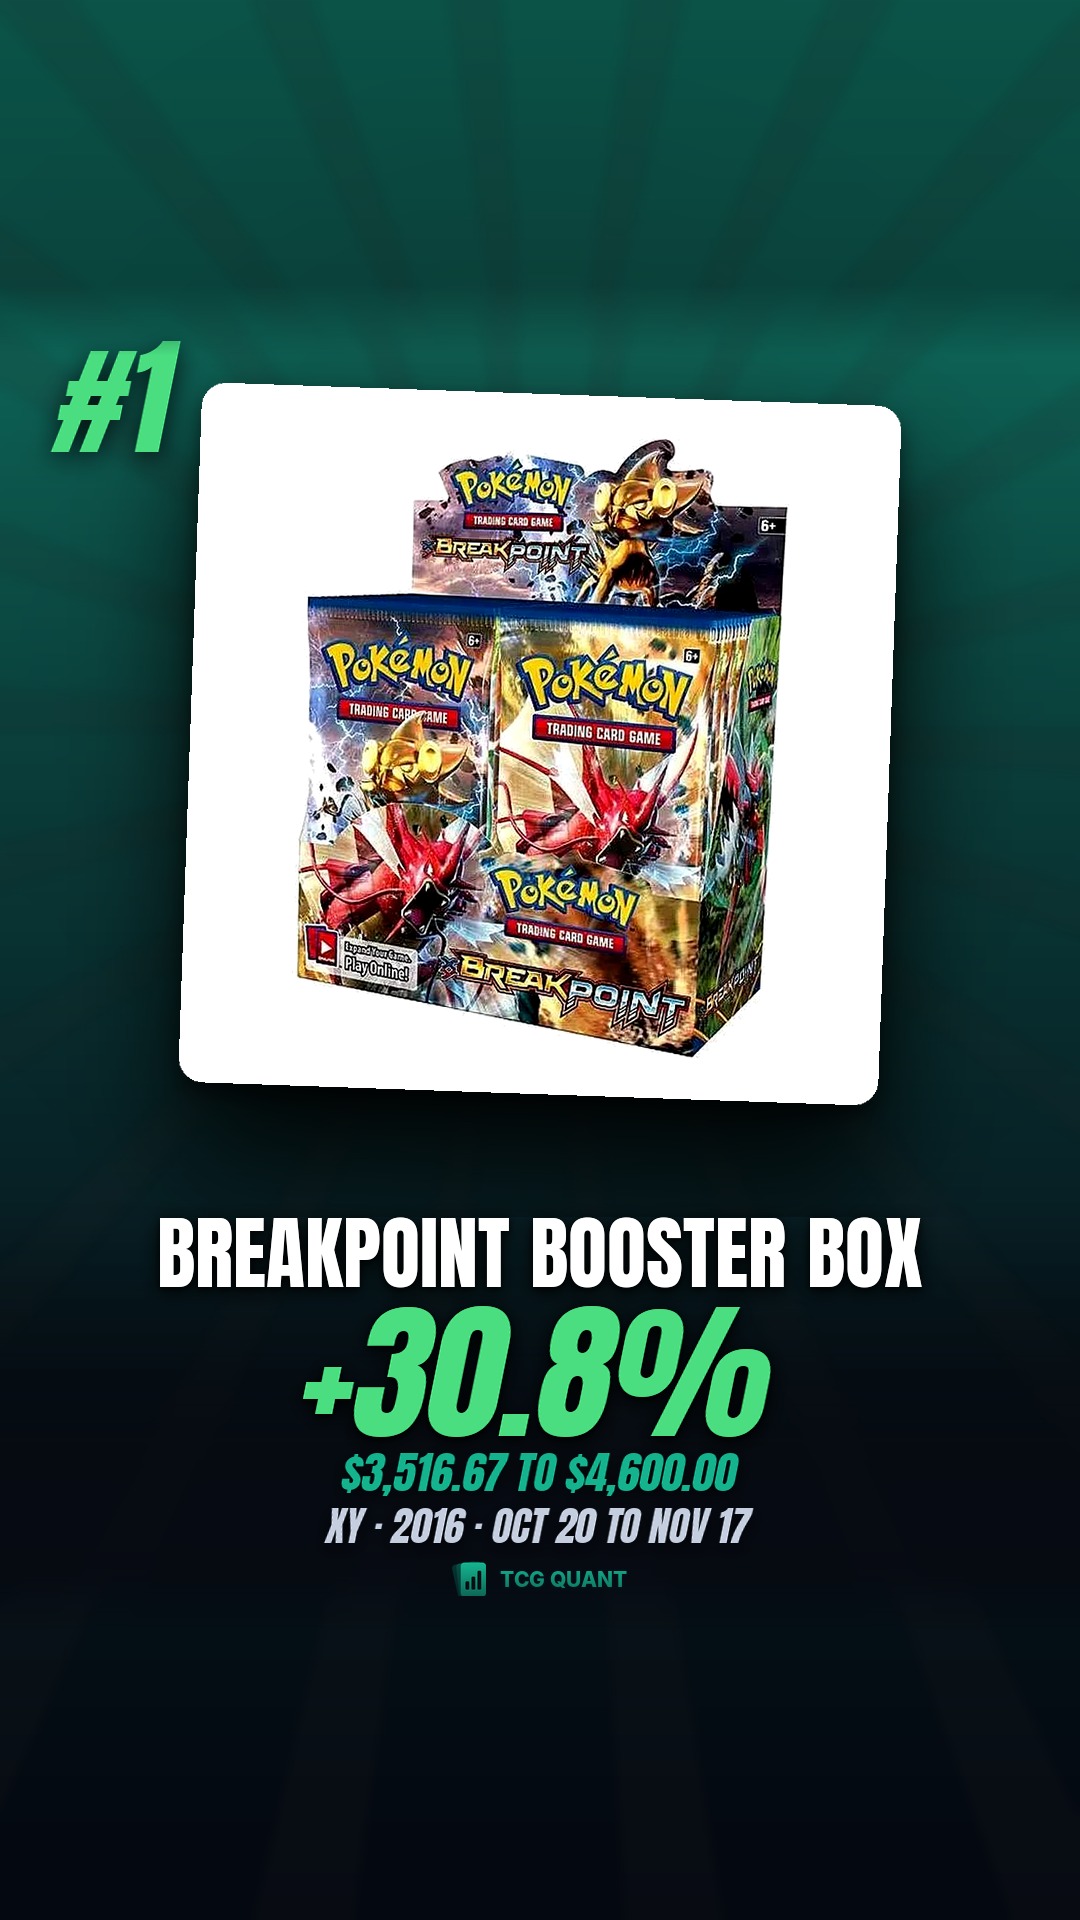 #1
Pokémon
TRADING CARD GAME
BREAKPOINT
6+
Pokémon
TRADING CARD GAME
6+
Pokémon
TRADING CARD GAME
6+
Pokémon
TRADING CARD GAME
Expand Your Game.
Play Online!
XY BREAKPOINT
BREAKPOINT BOOSTER BOX
+30.8%
$3,516.67 TO $4,600.00
XY · 2016 · OCT 20 TO NOV 17
TCG QUANT